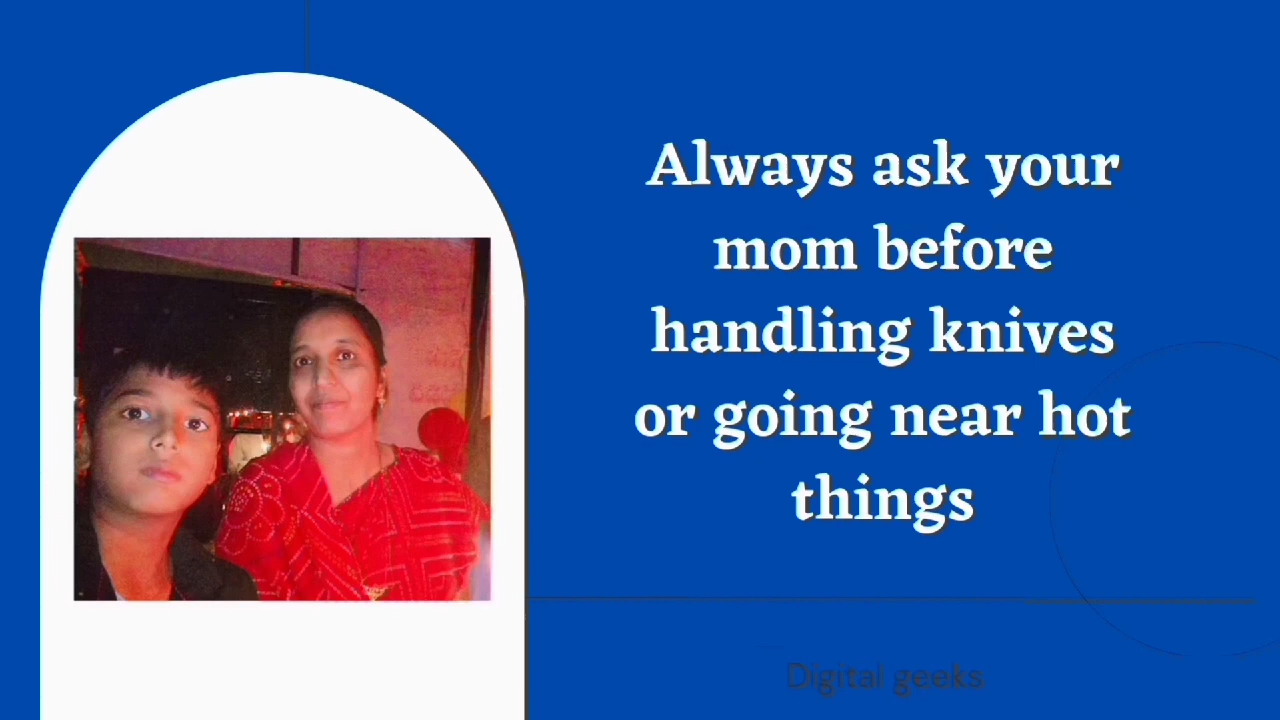 Always ask your
mom before
handling knives
or going near hot
things
Digital geeks